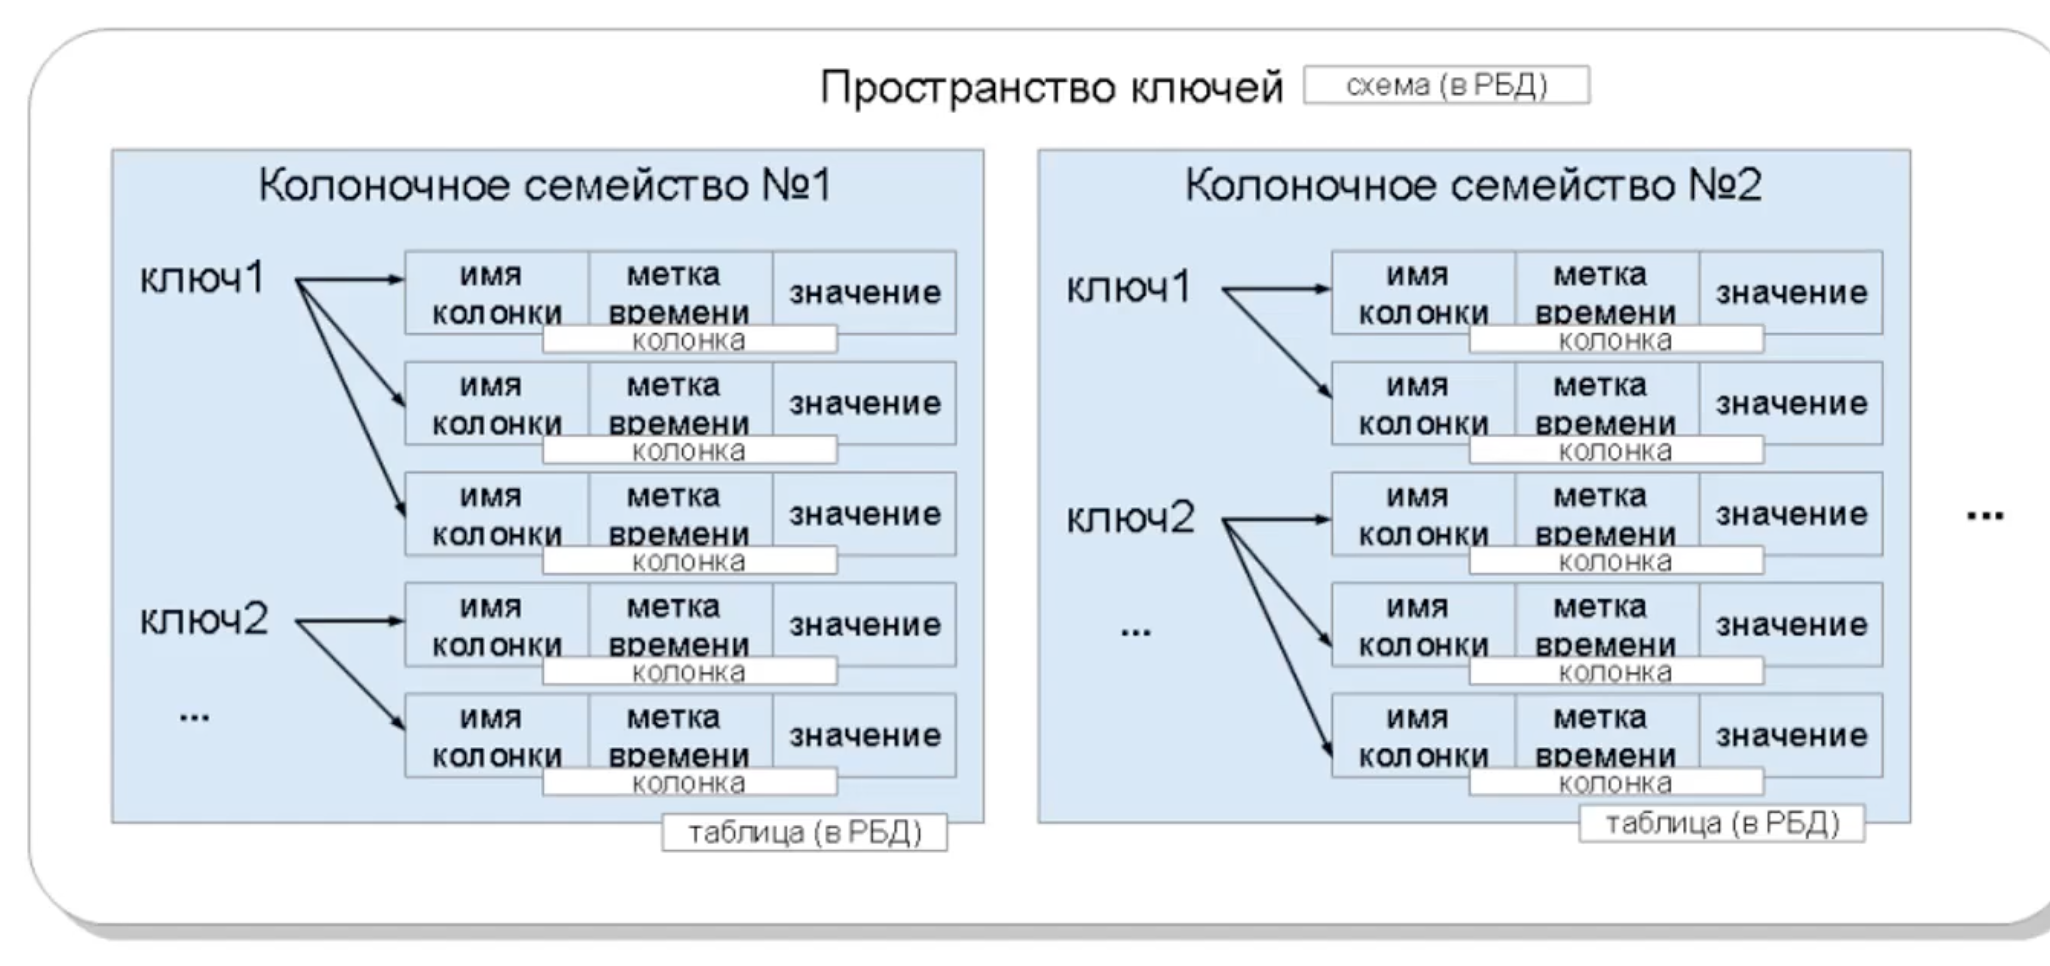 Пространство ключей схема (в РБД)
Колоночное семейство №1
ключ1
имя колонки метка времени значение
колонка
имя колонки метка времени значение
колонка
имя колонки метка времени значение
колонка
ключ2
имя колонки метка времени значение
колонка
...
имя колонки метка времени значение
колонка
таблица (в РБД)
Колоночное семейство №2
ключ1
имя колонки метка времени значение
колонка
имя колонки метка времени значение
колонка
ключ2
имя колонки метка времени значение
колонка
...
имя колонки метка времени значение
колонка
имя колонки метка времени значение
колонка
таблица (в РБД)
...